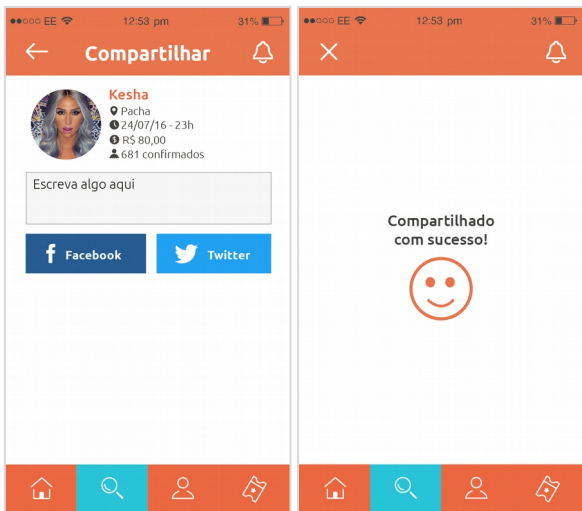 EE 12:53 pm 31%
Compartilhar
Kesha
Pacha
24/07/16 - 23h
R$ 80,00
681 confirmados
Escreva algo aqui
Facebook
Twitter
EE 12:53 pm 31%
Compartilhado
com sucesso!